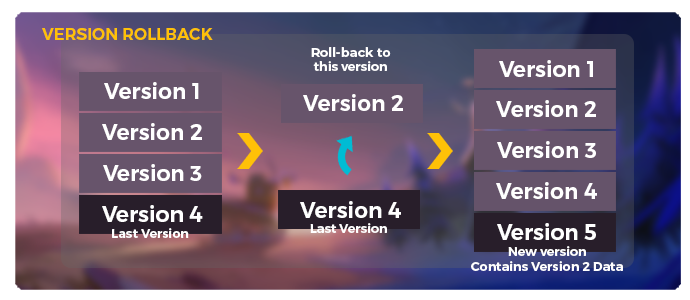 VERSION ROLLBACK
Version 1
Version 2
Version 3
Version 4
Last Version
Roll-back to
this version
Version 2
Version 4
Last Version
Version 1
Version 2
Version 3
Version 4
Version 5
New version
Contains Version 2 Data